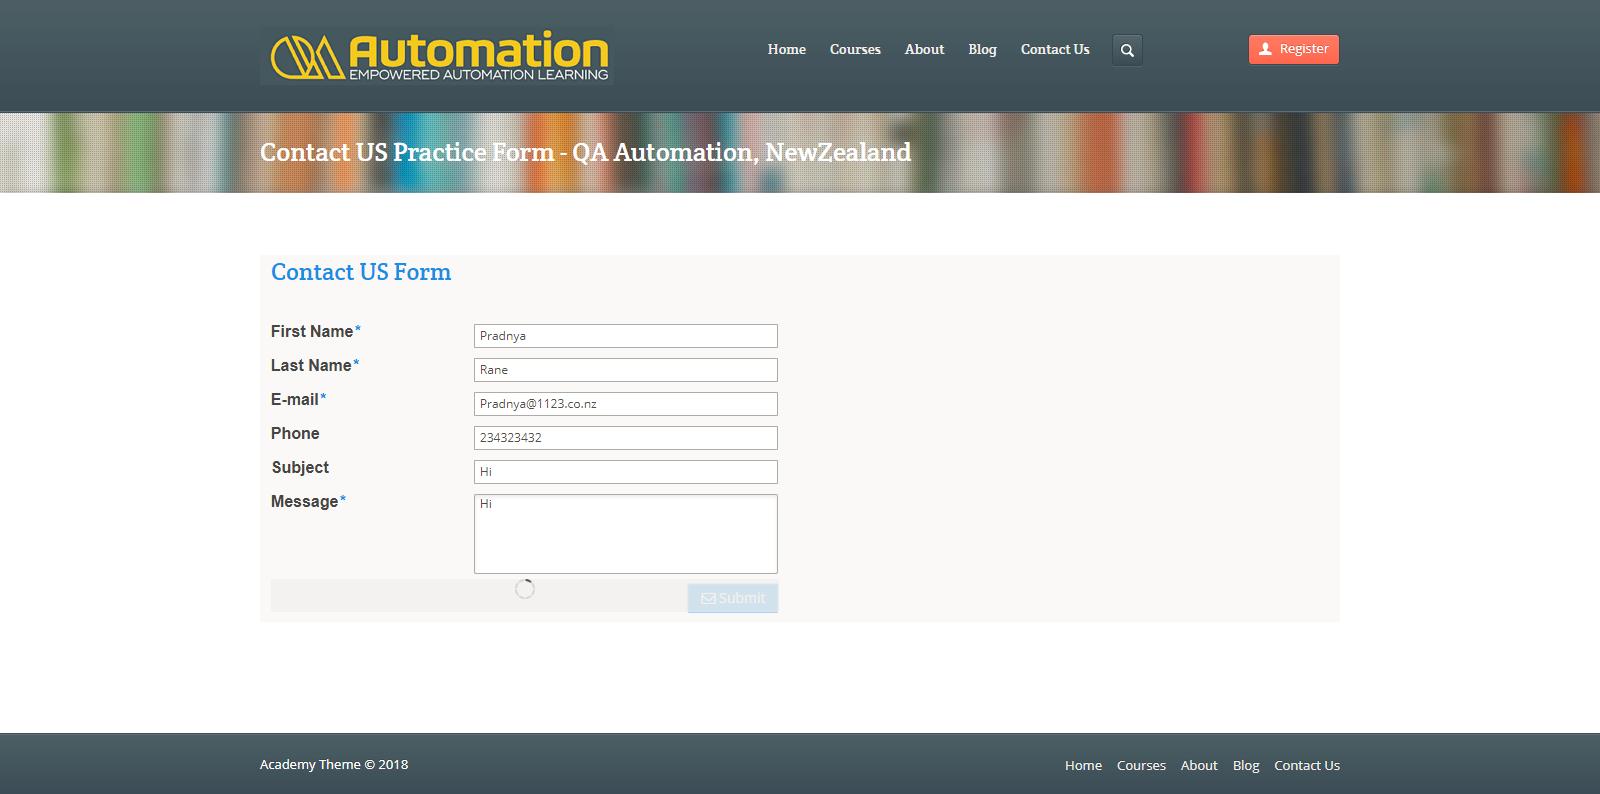 QA Automation
EMPOWERED AUTOMATION LEARNING
Home Courses About Blog Contact Us
Register
Contact US Practice Form - QA Automation, NewZealand
Contact US Form
First Name* Pradnya
Last Name* Rane
E-mail* Pradnya@1123.co.nz
Phone 234323432
Subject Hi
Message* Hi
Submit
Academy Theme © 2018
Home Courses About Blog Contact Us